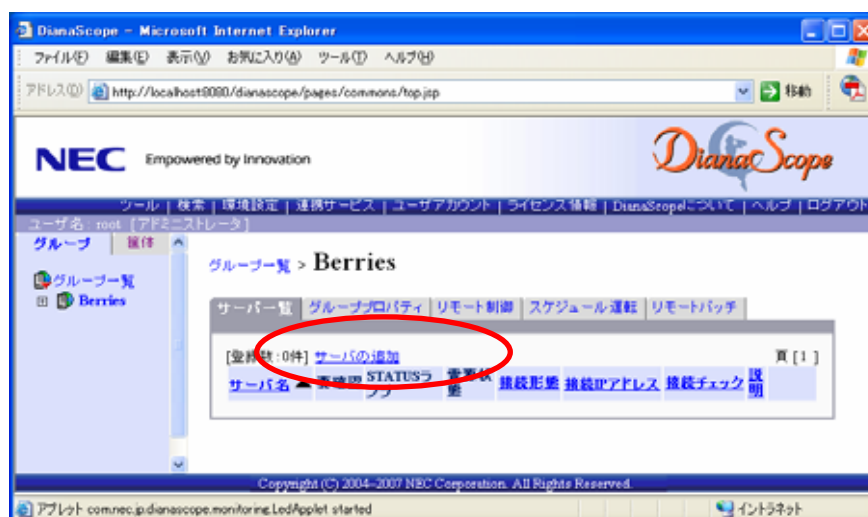 DianaScope - Microsoft Internet Explorer
ファイル(F) 編集(E) 表示(V) お気に入り(A) ツール(T) ヘルプ(H)
アドレス(D) http://localhost:8080/dianascope/pages/commons/top.jsp 移動
NEC Empowered by Innovation DianaScope
ツール | 検索 | 環境設定 | 連携サービス | ユーザアカウント | ライセンス情報 | DianaScopeについて | ヘルプ | ログアウト
ユーザ名: root [アドミニストレータ]
グループ 筐体
グループ一覧
Berries
グループ一覧 > Berries
サーバ一覧 グループプロパティ リモート制御 スケジュール運転 リモートバッチ
[登録数:0件] サーバの追加 頁 [1 ]
サーバ名 ▲ 要確認 STATUSランプ 電源状態 接続形態 接続IPアドレス 接続チェック 説明
Copyright (C) 2004-2007 NEC Corporation. All Rights Reserved.
アプレット com.nec.jp.dianascope.monitoring.LedApplet started イントラネット